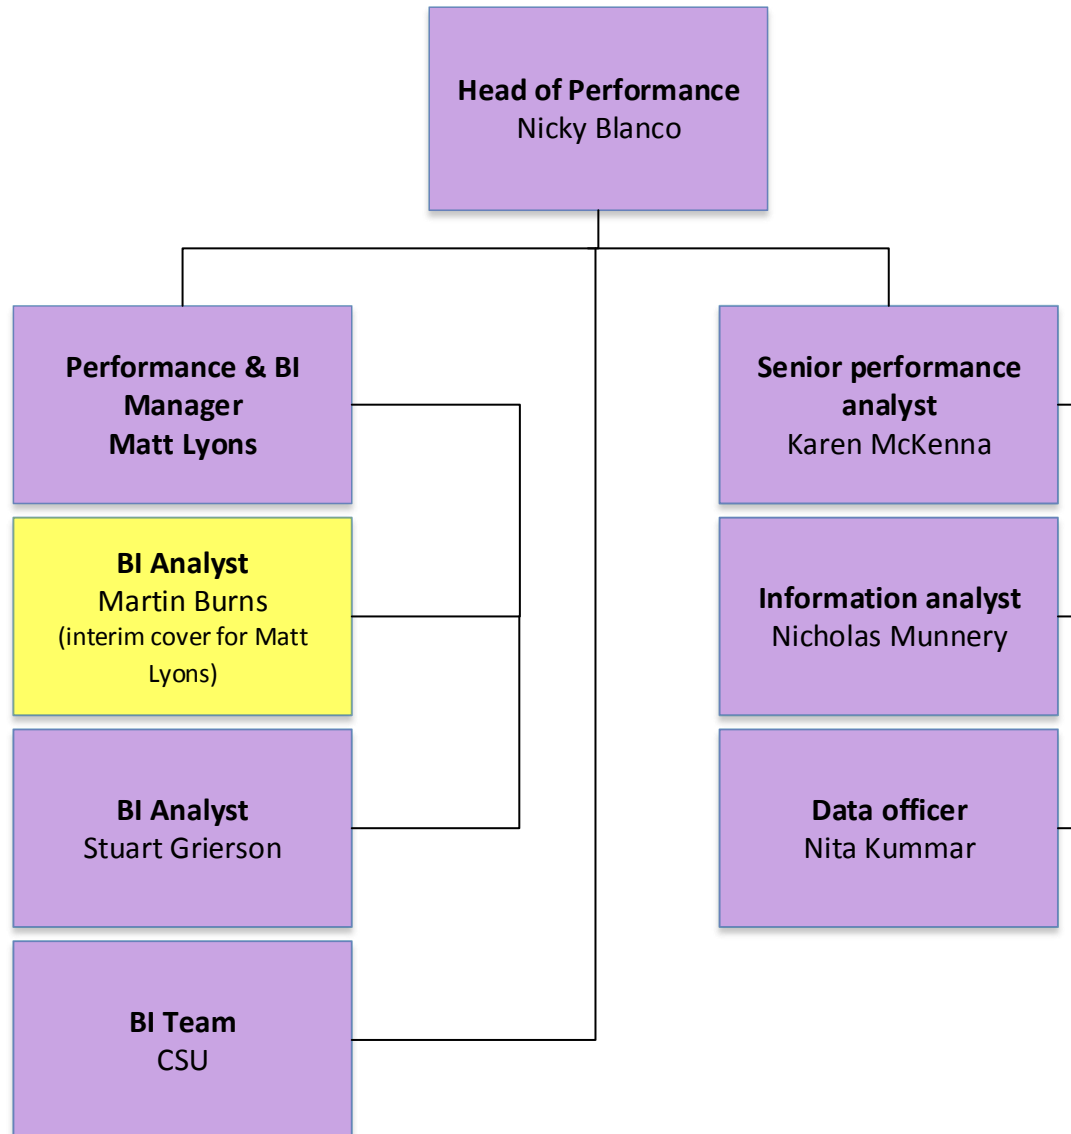 Head of Performance
Nicky Blanco
Performance & BI
Manager
Matt Lyons
Senior performance
analyst
Karen McKenna
BI Analyst
Martin Burns
(interim cover for Matt
Lyons)
Information analyst
Nicholas Munnery
BI Analyst
Stuart Grierson
Data officer
Nita Kummar
BI Team
CSU